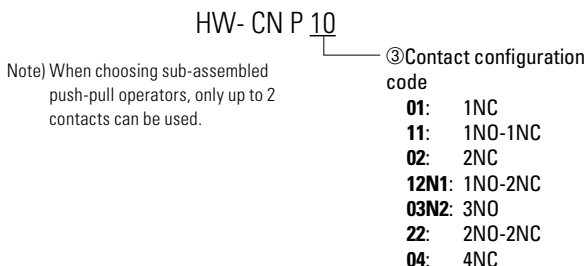 HW- CN P 10
Note) When choosing sub-assembled
push-pull operators, only up to 2
contacts can be used.
③Contact configuration
code
01: 1NC
11: 1NO-1NC
02: 2NC
12N1: 1NO-2NC
03N2: 3NO
22: 2NO-2NC
04: 4NC